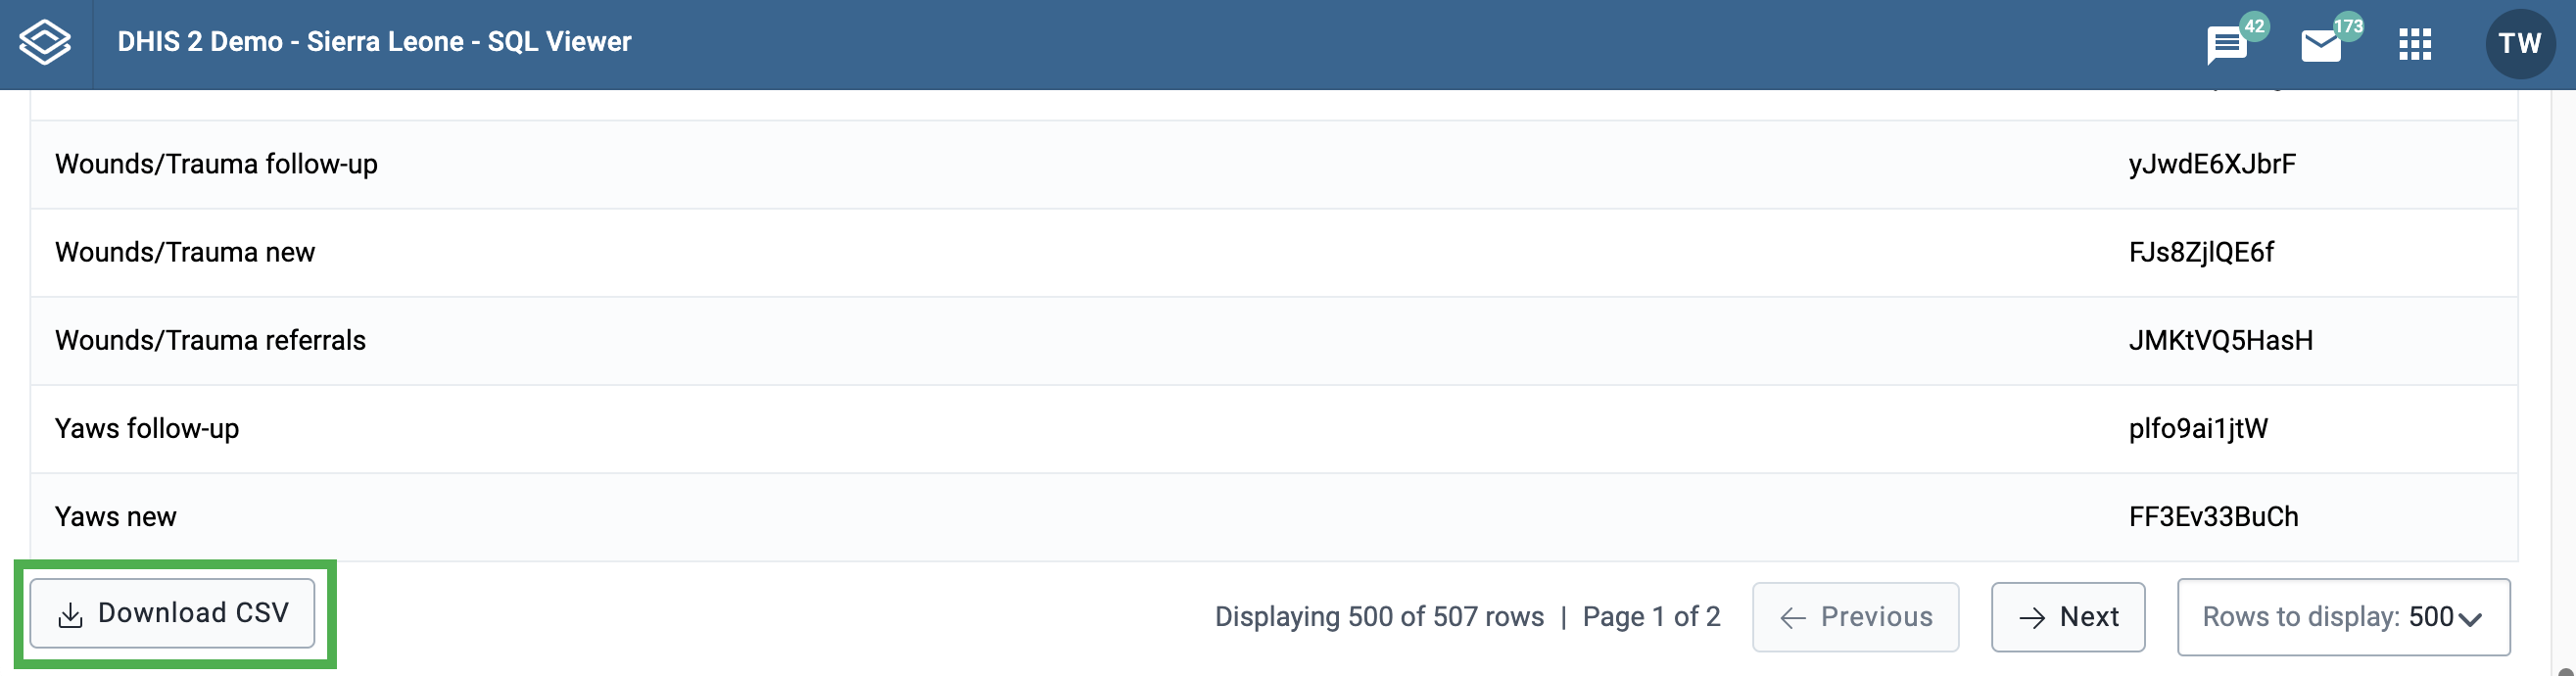 DHIS 2 Demo - Sierra Leone - SQL Viewer 42 173 TW
Wounds/Trauma follow-up yJwdE6XJbrF
Wounds/Trauma new FJs8ZjlQE6f
Wounds/Trauma referrals JMKtVQ5HasH
Yaws follow-up plfo9ai1jtW
Yaws new FF3Ev33BuCh
Download CSV Displaying 500 of 507 rows | Page 1 of 2 Previous Next Rows to display: 500